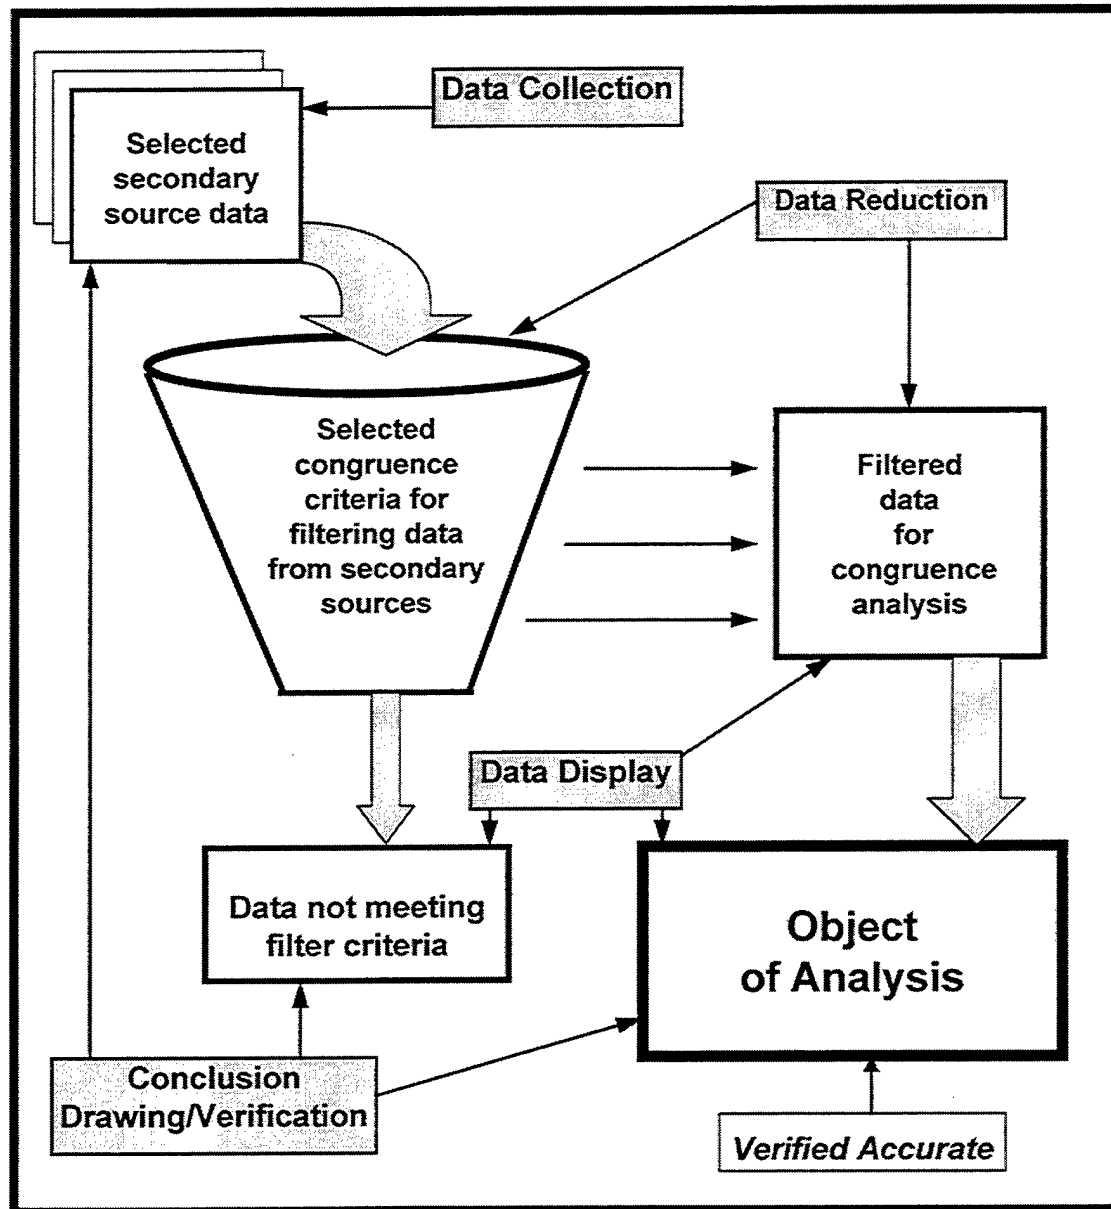 Data Collection
Selected
secondary
source data
Data Reduction
Selected
congruence
criteria for
filtering data
from secondary
sources
Filtered
data
for
congruence
analysis
Data Display
Data not meeting
filter criteria
Object
of Analysis
Conclusion
Drawing/Verification
Verified Accurate